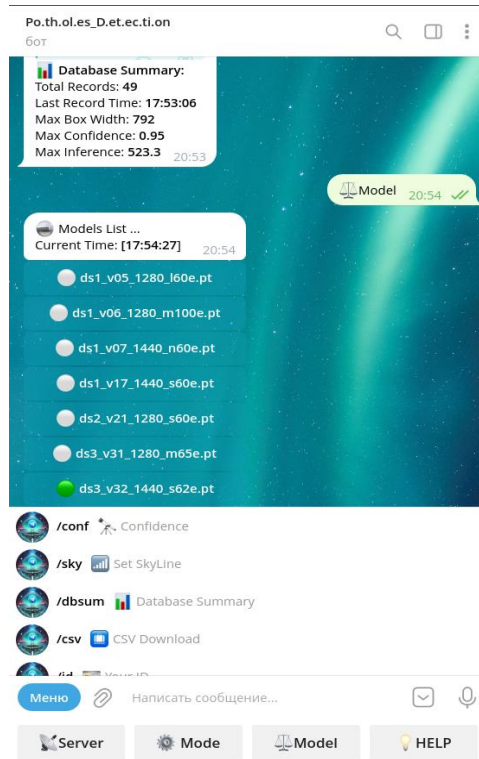 Po.th.ol.es_D.et.ec.ti.on
бот
Database Summary:
Total Records: 49
Last Record Time: 17:53:06
Max Box Width: 792
Max Confidence: 0.95
Max Inference: 523.3 20:53
Model 20:54
Models List ...
Current Time: [17:54:27] 20:54
ds1_v05_1280_l60e.pt
ds1_v06_1280_m100e.pt
ds1_v07_1440_n60e.pt
ds1_v17_1440_s60e.pt
ds2_v21_1280_s60e.pt
ds3_v31_1280_m65e.pt
ds3_v32_1440_s62e.pt
/conf Confidence
/sky Set SkyLine
/dbsum Database Summary
/csv CSV Download
/id Your ID
Меню Написать сообщение...
Server Mode Model HELP